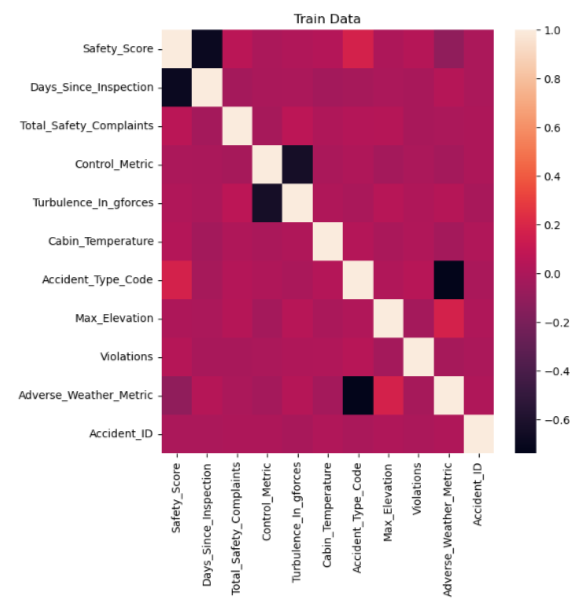 Train Data
Safety_Score
Days_Since_Inspection
Total_Safety_Complaints
Control_Metric
Turbulence_In_gforces
Cabin_Temperature
Accident_Type_Code
Max_Elevation
Violations
Adverse_Weather_Metric
Accident_ID
Safety_Score
Days_Since_Inspection
Total_Safety_Complaints
Control_Metric
Turbulence_In_gforces
Cabin_Temperature
Accident_Type_Code
Max_Elevation
Violations
Adverse_Weather_Metric
Accident_ID
1.0
0.8
0.6
0.4
0.2
0.0
−0.2
−0.4
−0.6